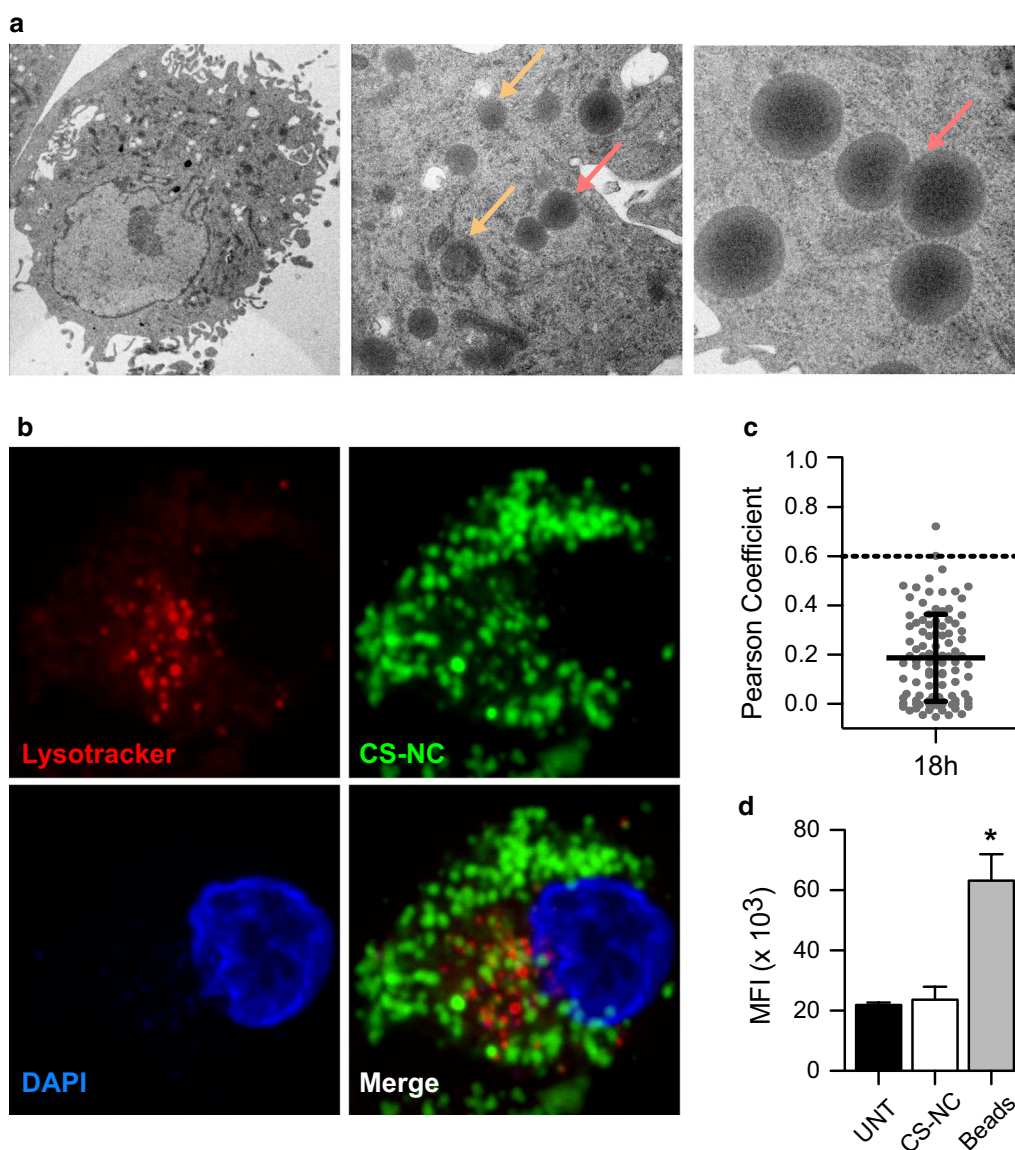 a
b
Lysotracker
CS-NC
DAPI
Merge
c
Pearson Coefficient
1.0
0.8
0.6
0.4
0.2
0.0
18h
d
MFI (x 10³)
80
60
40
20
0
*
UNT
CS-NC
Beads